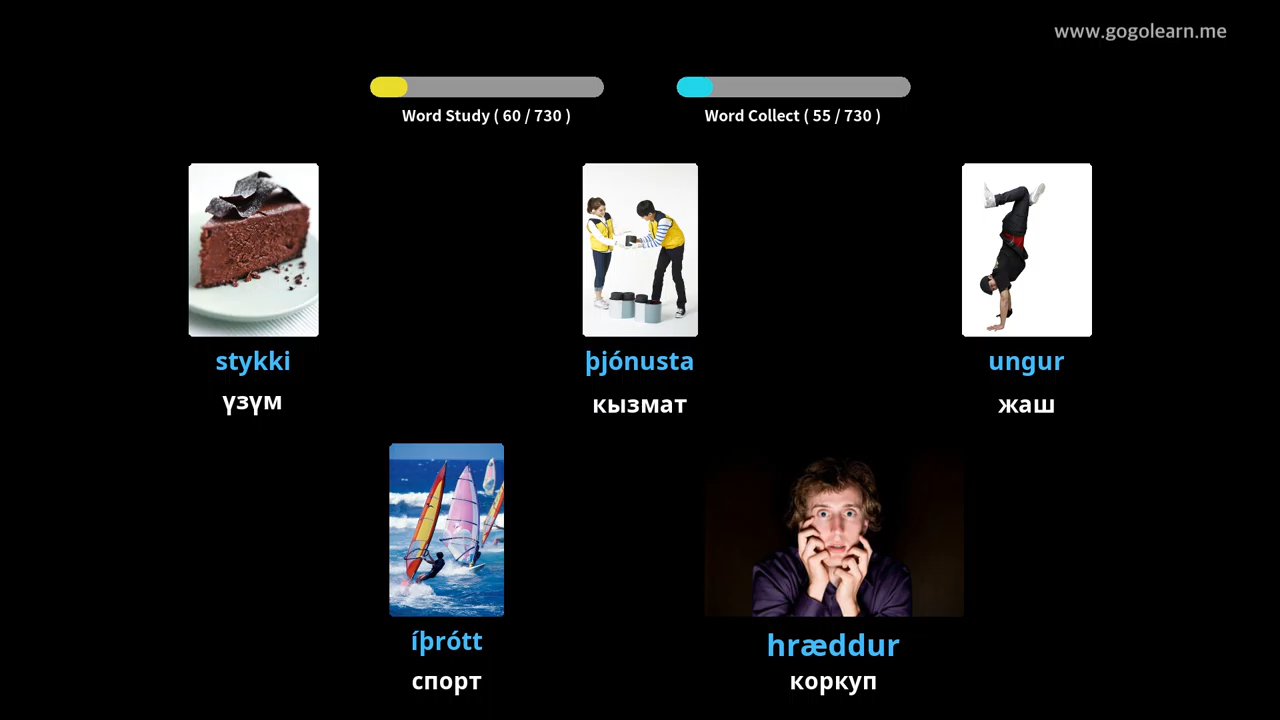 www.gogolearn.me
Word Study ( 60 / 730 )
Word Collect ( 55 / 730 )
stykki
þjónusta
ungur
үзүм
кызмат
жаш
íþrótt
hræddur
спорт
коркуп